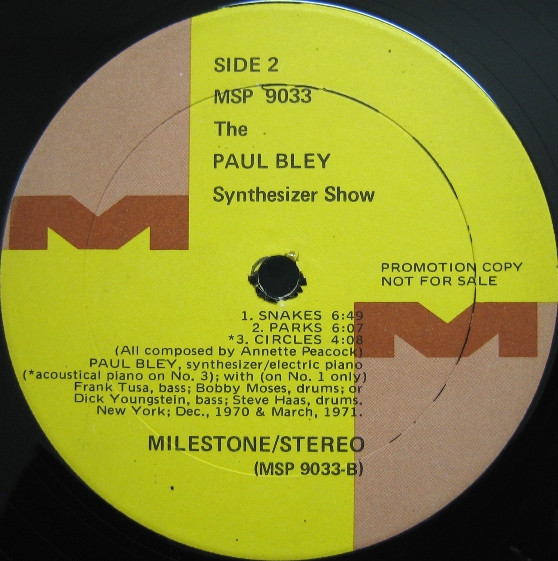 SIDE 2
MSP 9033
The
PAUL BLEY
Synthesizer Show
PROMOTION COPY
NOT FOR SALE
1. SNAKES 6:49
2. PARKS 6:07
*3. CIRCLES 4:08
(All composed by Annette Peacock)
PAUL BLEY, synthesizer/electric piano
(*acoustical piano on No. 3); with (on No. 1 only)
Frank Tusa, bass; Bobby Moses, drums; or
Dick Youngstein, bass; Steve Haas, drums.
New York; Dec., 1970 & March, 1971.
MILESTONE/STEREO
(MSP 9033-B)